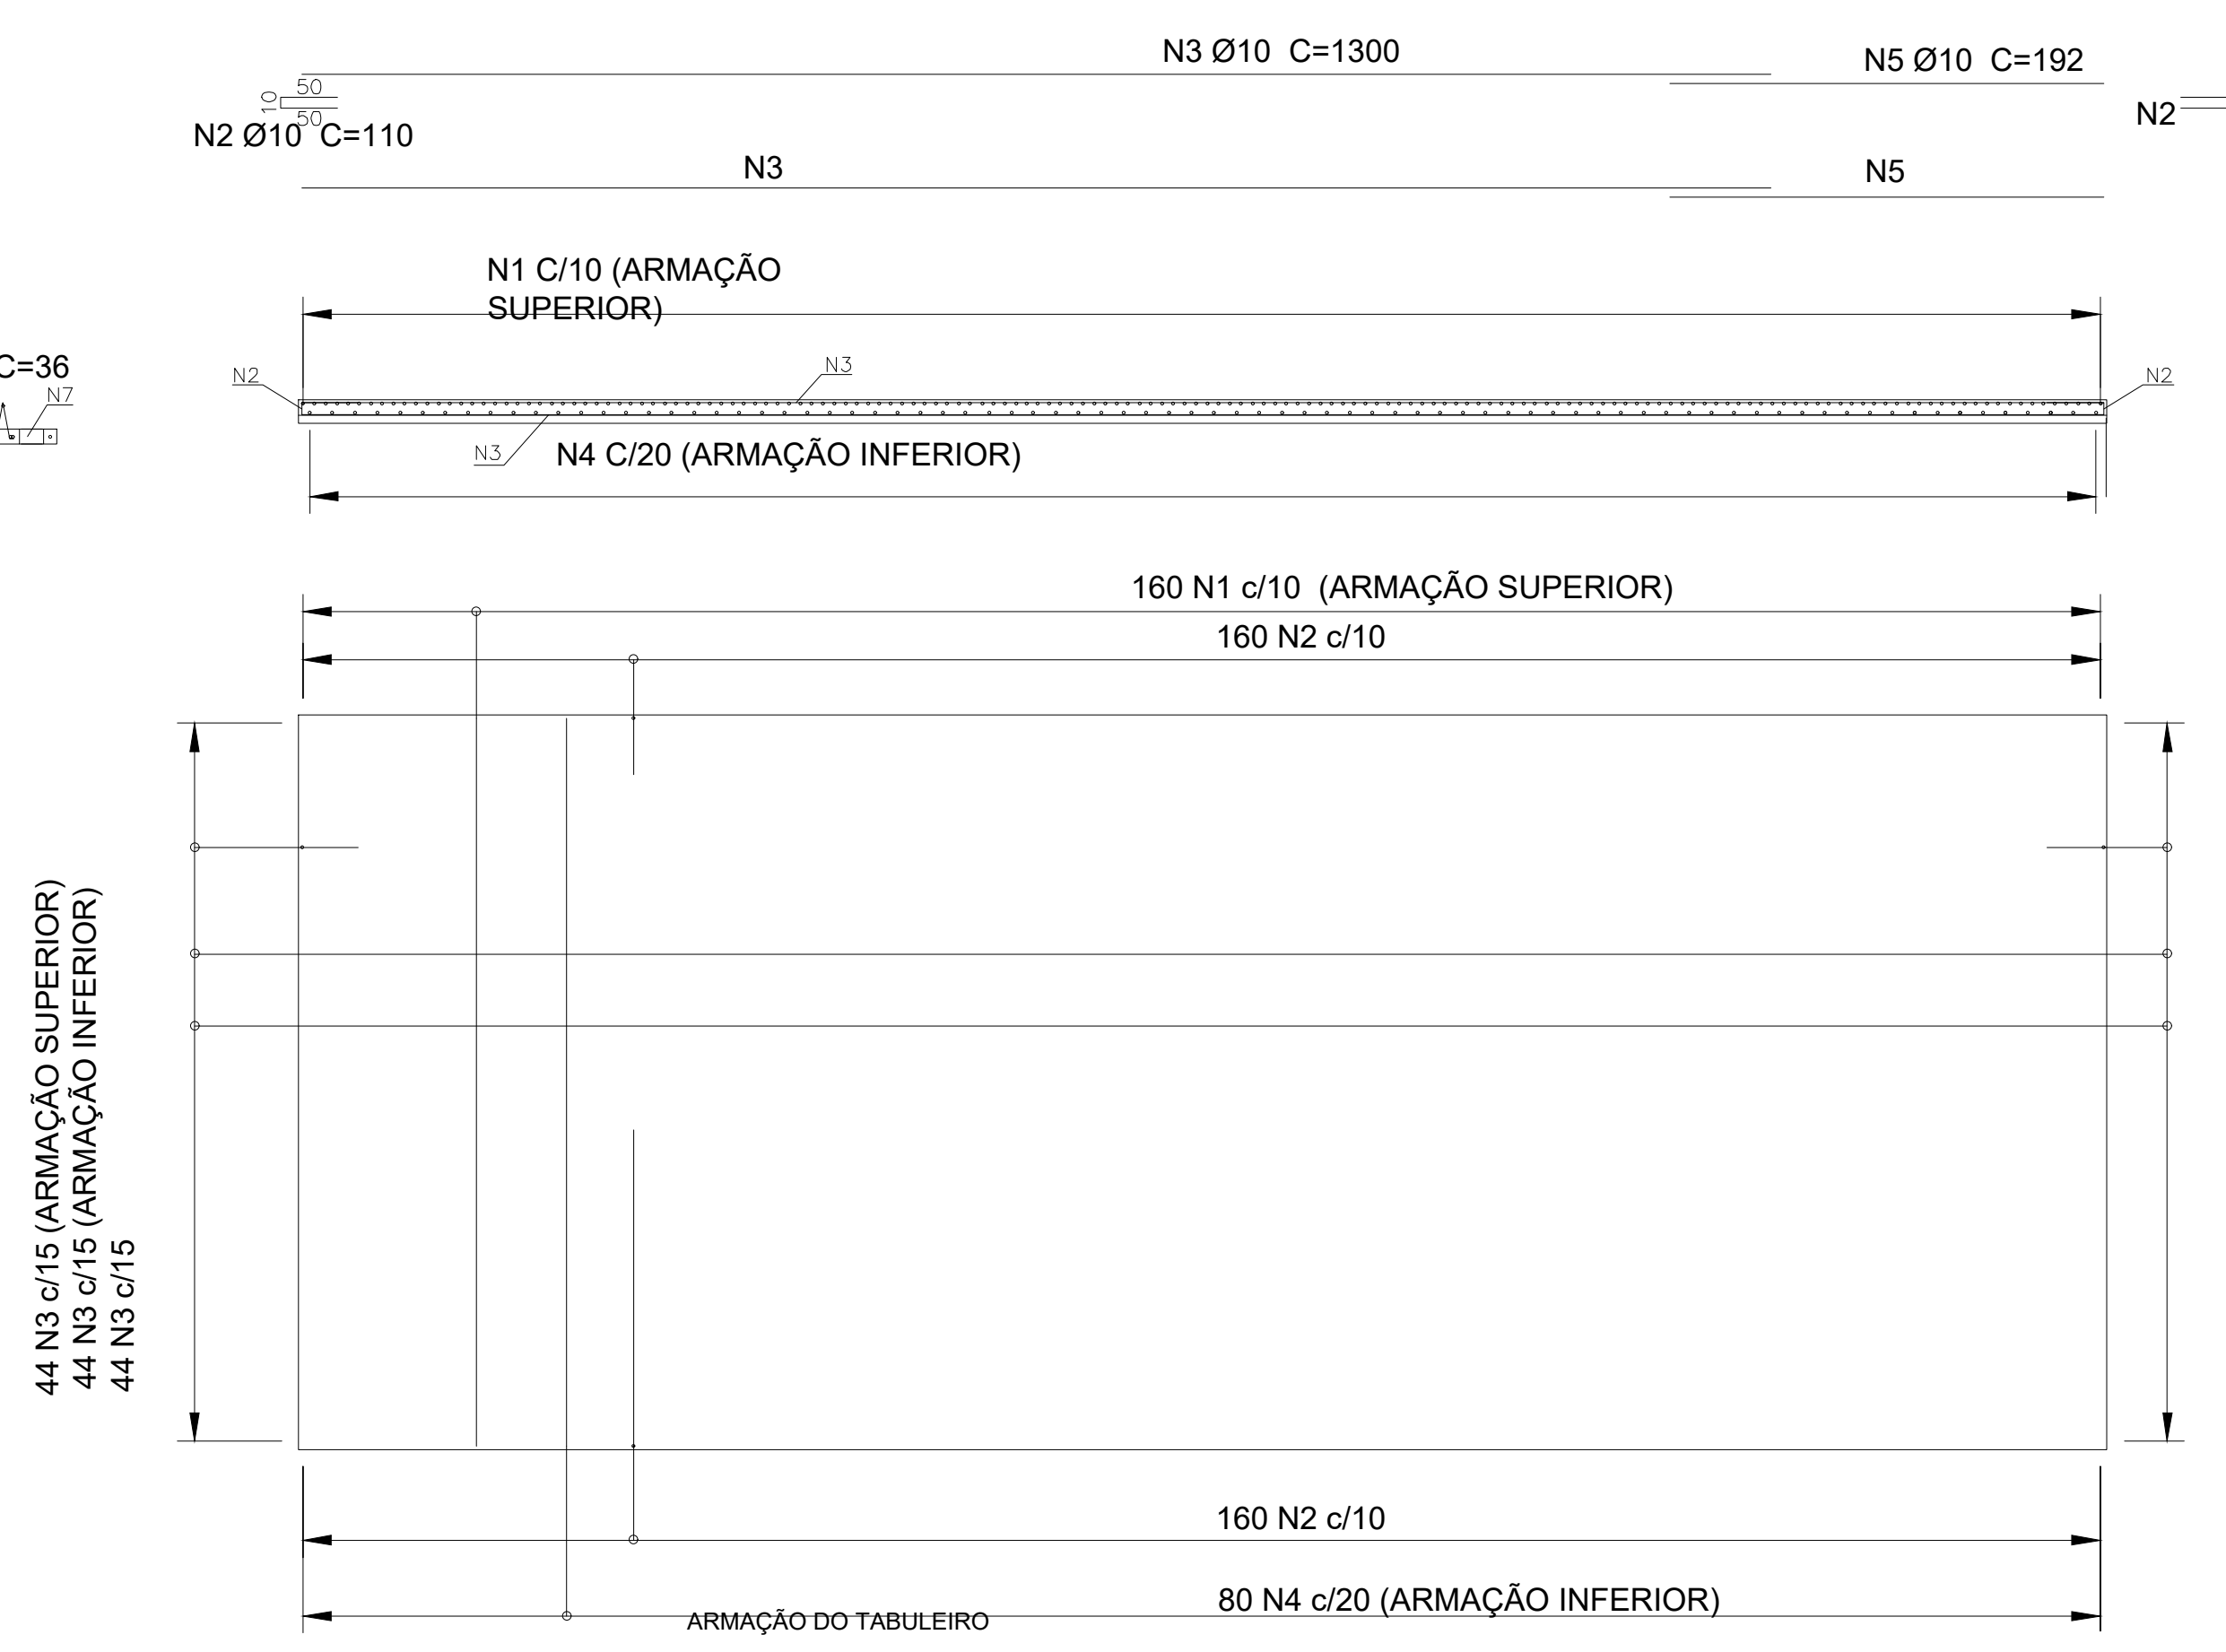 N3 Ø10 C=1300
N5 Ø10 C=192
50
10
50
N2 Ø10 C=110
N2
N3
N5
N1 C/10 (ARMAÇÃO
SUPERIOR)
C=36
N7
N2
N3
N2
N3
N4 C/20 (ARMAÇÃO INFERIOR)
160 N1 c/10 (ARMAÇÃO SUPERIOR)
160 N2 c/10
44 N3 c/15 (ARMAÇÃO SUPERIOR)
44 N3 c/15 (ARMAÇÃO INFERIOR)
44 N3 c/15
160 N2 c/10
80 N4 c/20 (ARMAÇÃO INFERIOR)
ARMAÇÃO DO TABULEIRO